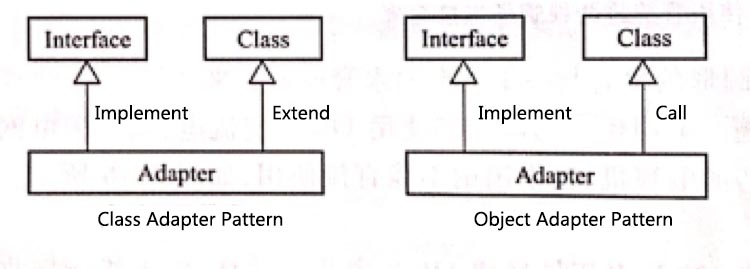 Interface Class
Implement Extend
Adapter
Class Adapter Pattern
Interface Class
Implement Call
Adapter
Object Adapter Pattern